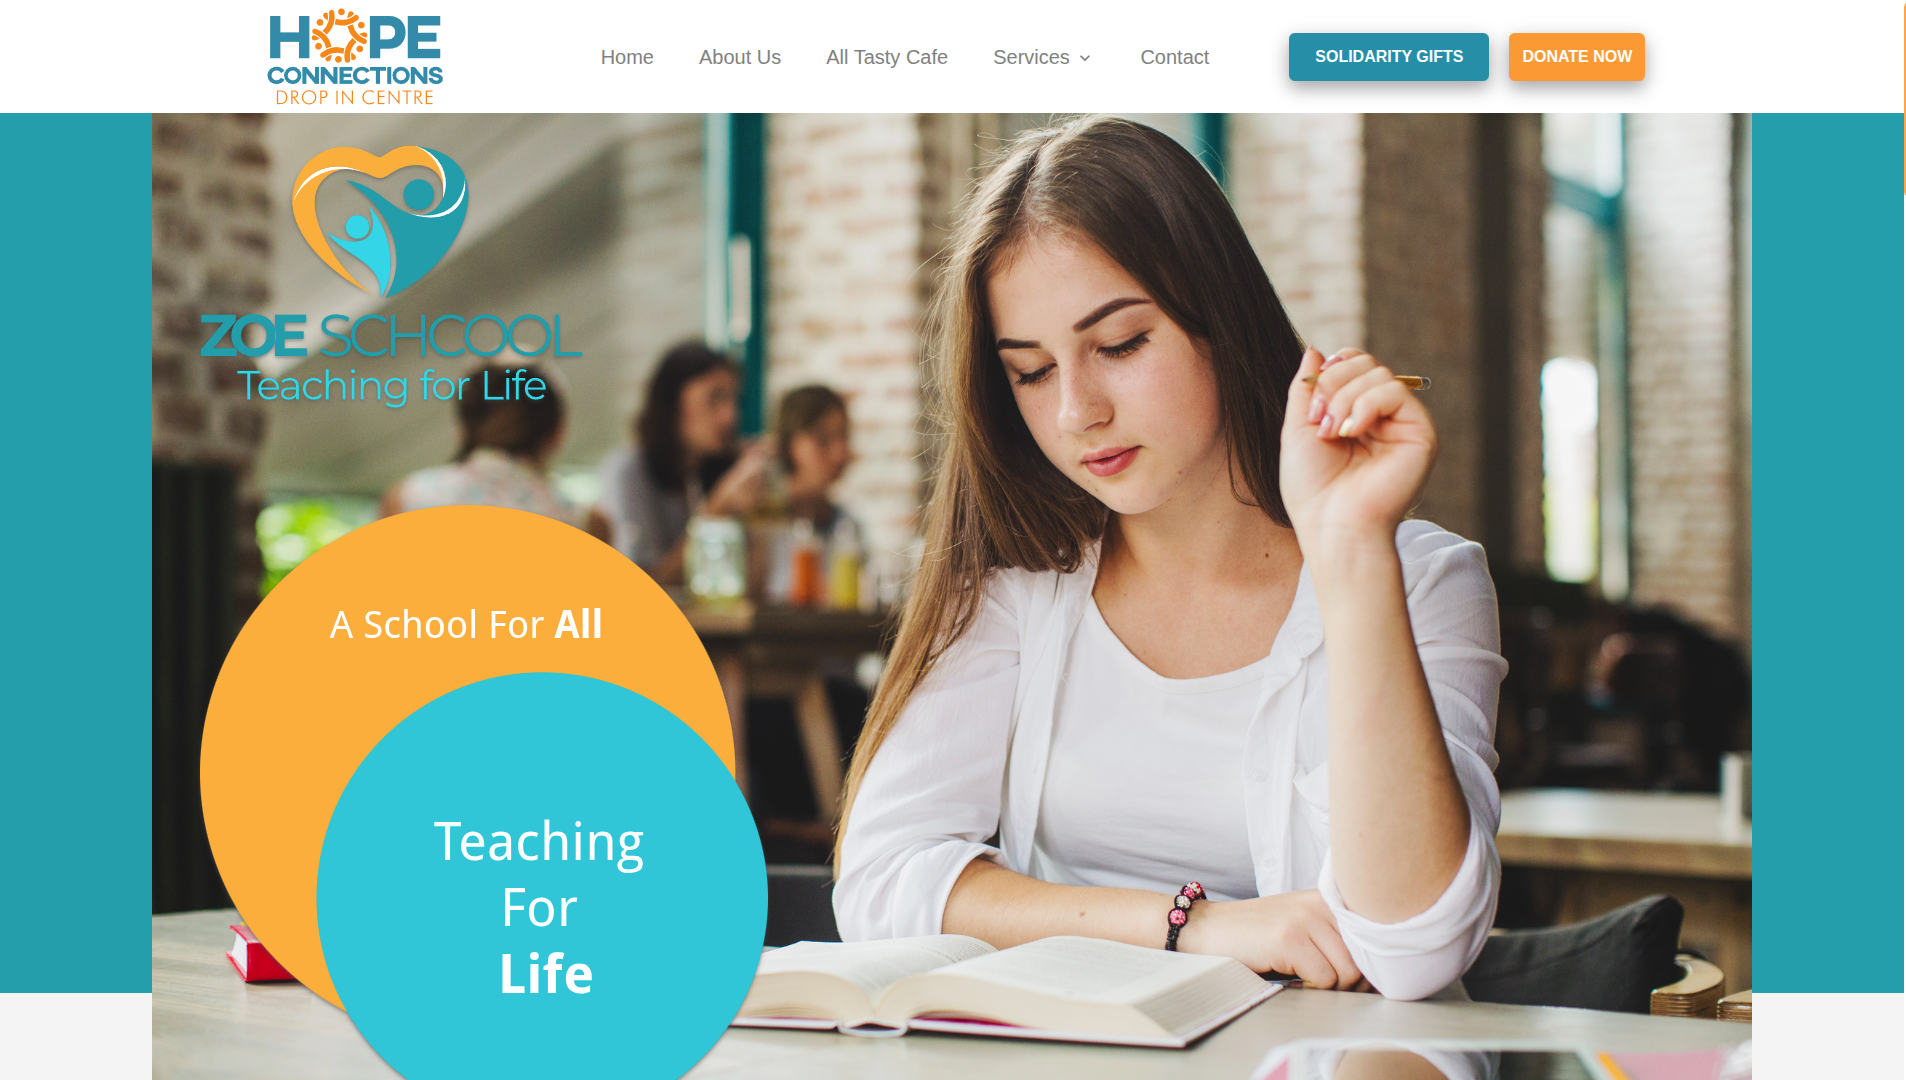 HOPE
CONNECTIONS
DROP IN CENTRE
Home
About Us
All Tasty Cafe
Services
Contact
SOLIDARITY GIFTS
DONATE NOW
ZOE SCHCOOL
Teaching for Life
A School For All
Teaching
For
Life